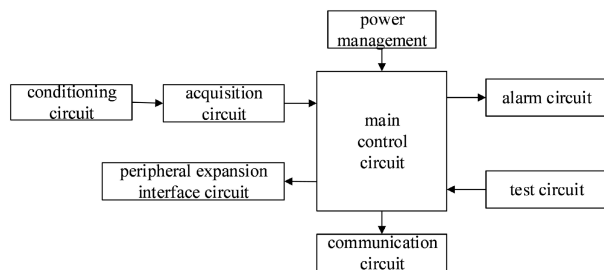 power
management
conditioning
circuit
acquisition
circuit
main
control
circuit
alarm circuit
peripheral expansion
interface circuit
test circuit
communication
circuit